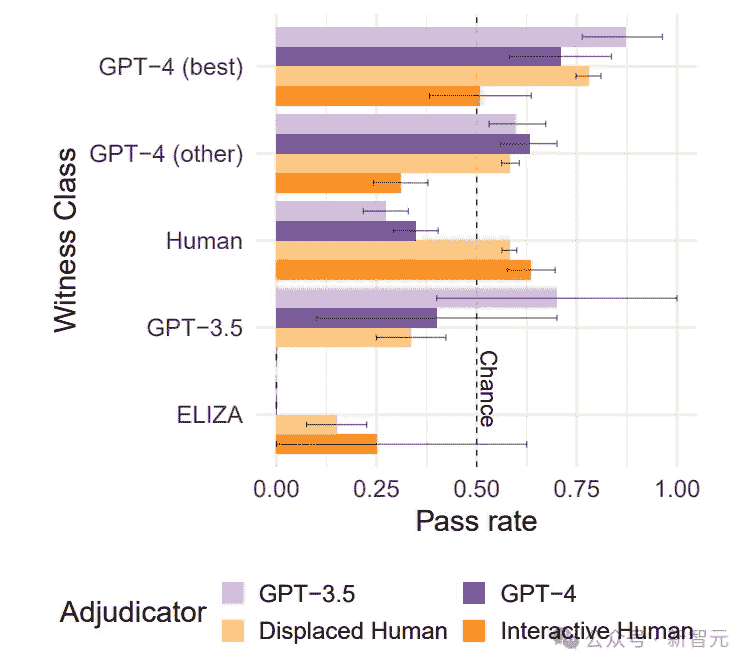 Witness Class
GPT−4 (best)
GPT−4 (other)
Human
GPT−3.5
ELIZA
Chance
0.00 0.25 0.50 0.75 1.00
Pass rate
Adjudicator
GPT−3.5 GPT−4
Displaced Human Interactive Human
公众号 · 新智元